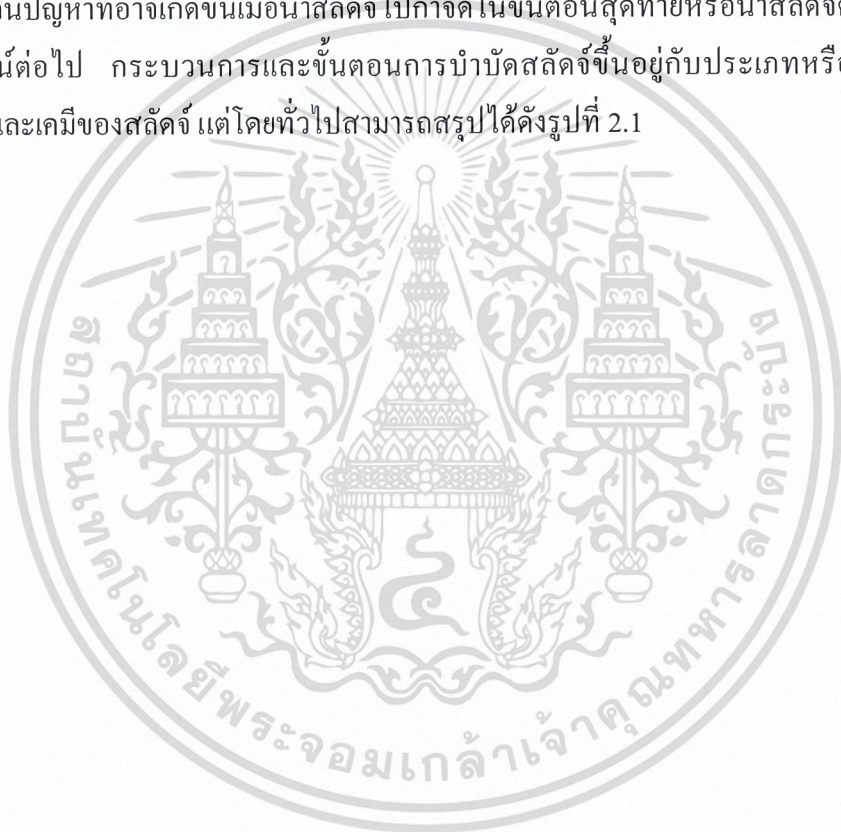 ปัญหาที่อาจเกิดขึ้นเมื่อนำสลัดจ์ไปกำจัดในขั้นตอนสุดท้ายหรือนำสลัดจ์
น์ต่อไป กระบวนการและขั้นตอนการบำบัดสลัดจ์ขึ้นอยู่กับประเภทหรือ
และเคมีของสลัดจ์ แต่โดยทั่วไปสามารถสรุปได้ดังรูปที่ 2.1
สถาบันเทคโนโลยีพระจอมเกล้าเจ้าคุณทหารลาดกระบัง